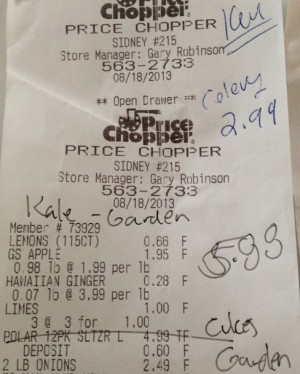 Price
Chopper
PRICE CHOPPER
SIDNEY #215
Store Manager: Gary Robinson
563-2733
08/18/2013
** Open Drawer **
Celery
2.99
Price
Chopper
PRICE CHOPPER
SIDNEY #215
Store Manager: Gary Robinson
563-2733
08/18/2013
Kale - Garden
Member # 73929
LEMONS (115CT) 0.66 F
GS APPLE 1.95 F
5.99
0.98 lb @ 1.99 per lb
HAWAIIAN GINGER 0.28 F
0.07 lb @ 3.99 per lb
LIMES 1.00 F
3 @ 3 for 1.00
POLAR 12PK SLTZR L 4.99 TF
Cukes
DEPOSIT 0.60 F
Garden
2 LB ONIONS 2.49 F